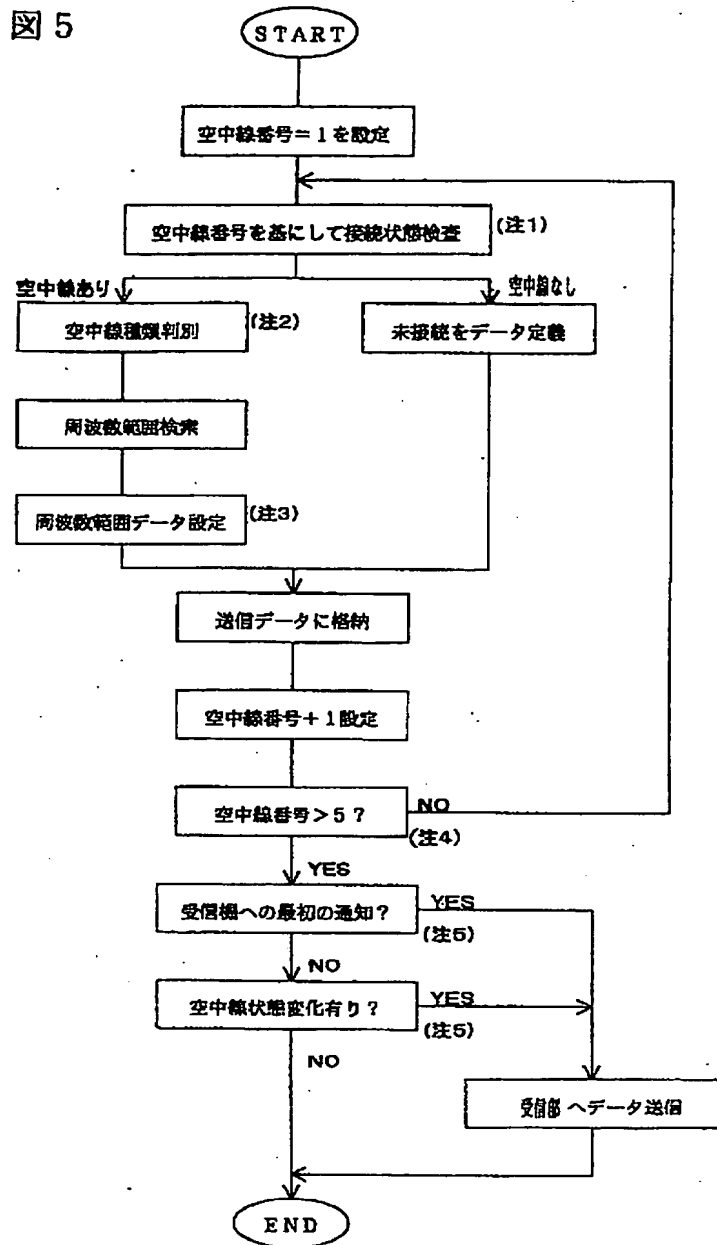 図5
START
空中線番号=1を設定
空中線番号を基にして接続状態検査
(注1)
空中線あり
空中線なし
空中線種類判別
(注2)
未接続をデータ定義
周波数範囲検索
周波数範囲データ設定
(注3)
送信データに格納
空中線番号+1設定
空中線番号>5?
NO
(注4)
YES
受信機への最初の通知?
YES
(注5)
NO
空中線状態変化有り?
YES
(注5)
NO
受信部へデータ送信
END